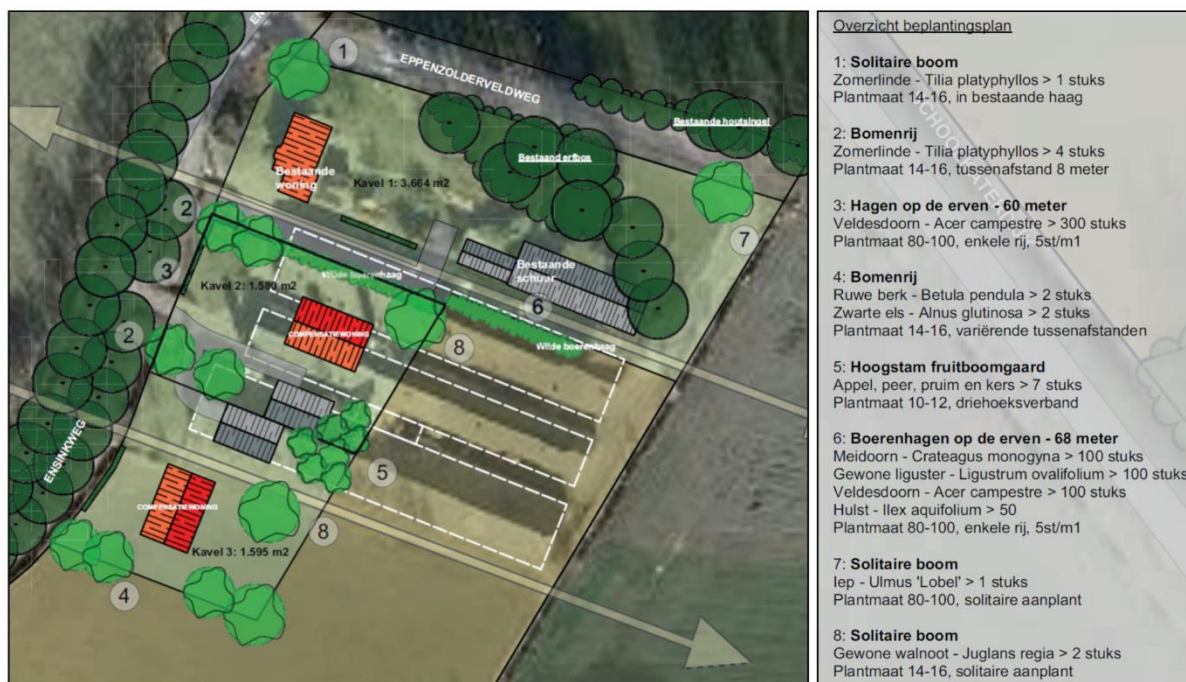 EN
1
EPPENZOLDERVELDWEG
Bestaande houtsingel
Bestaand erfbos
Bestaande
woning
Kavel 1: 3.664 m2
2
7
3
Wilde boerenhaag
Bestaande
schuur
Kavel 2: 1.580 m2
6
COMPENSATIEWONING
2
8
Wilde boerenhaag
ENSINKWEG
5
COMPENSATIEWONING
8
Kavel 3: 1.595 m2
4
Overzicht beplantingsplan
1: Solitaire boom
Zomerlinde - Tilia platyphyllos > 1 stuks
Plantmaat 14-16, in bestaande haag
2: Bomenrij
Zomerlinde - Tilia platyphyllos > 4 stuks
Plantmaat 14-16, tussenafstand 8 meter
3: Hagen op de erven - 60 meter
Veldesdoorn - Acer campestre > 300 stuks
Plantmaat 80-100, enkele rij, 5st/m1
4: Bomenrij
Ruwe berk - Betula pendula > 2 stuks
Zwarte els - Alnus glutinosa > 2 stuks
Plantmaat 14-16, variërende tussenafstanden
5: Hoogstam fruitboomgaard
Appel, peer, pruim en kers > 7 stuks
Plantmaat 10-12, driehoeksverband
6: Boerenhagen op de erven - 68 meter
Meidoorn - Crateagus monogyna > 100 stuks
Gewone liguster - Ligustrum ovalifolium > 100 stuks
Veldesdoorn - Acer campestre > 100 stuks
Hulst - Ilex aquifolium > 50
Plantmaat 80-100, enkele rij, 5st/m1
7: Solitaire boom
Iep - Ulmus 'Lobel' > 1 stuks
Plantmaat 80-100, solitaire aanplant
8: Solitaire boom
Gewone walnoot - Juglans regia > 2 stuks
Plantmaat 14-16, solitaire aanplant